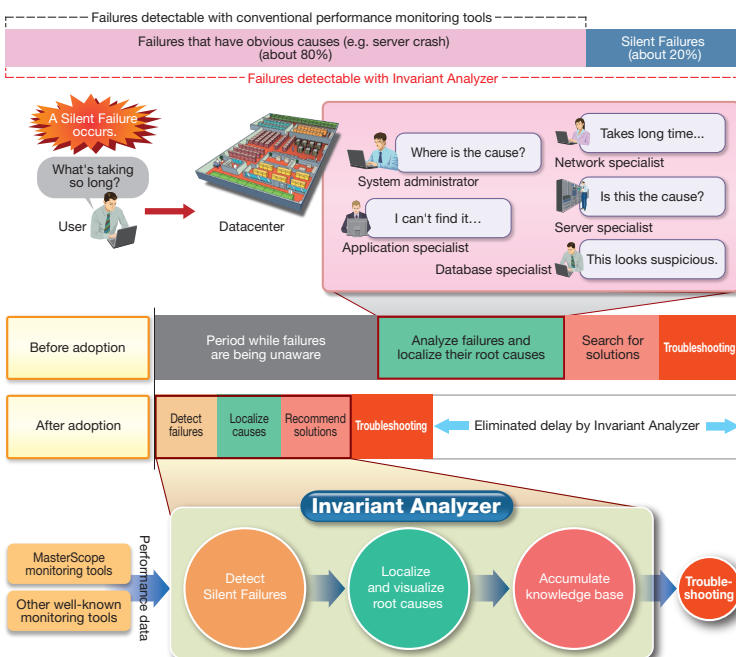 Failures detectable with conventional performance monitoring tools
Failures that have obvious causes (e.g. server crash)
(about 80%)
Silent Failures
(about 20%)
Failures detectable with Invariant Analyzer
A Silent Failure
occurs.
What's taking
so long?
User
Datacenter
Where is the cause?
System administrator
Takes long time...
Network specialist
I can't find it…
Application specialist
Is this the cause?
Server specialist
Database specialist
This looks suspicious.
Before adoption
Period while failures
are being unaware
Analyze failures and
localize their root causes
Search for
solutions
Troubleshooting
After adoption
Detect
failures
Localize
causes
Recommend
solutions
Troubleshooting
Eliminated delay by Invariant Analyzer
Invariant Analyzer
MasterScope
monitoring tools
Other well-known
monitoring tools
Performance data
Detect
Silent Failures
Localize
and visualize
root causes
Accumulate
knowledge base
Trouble-
shooting